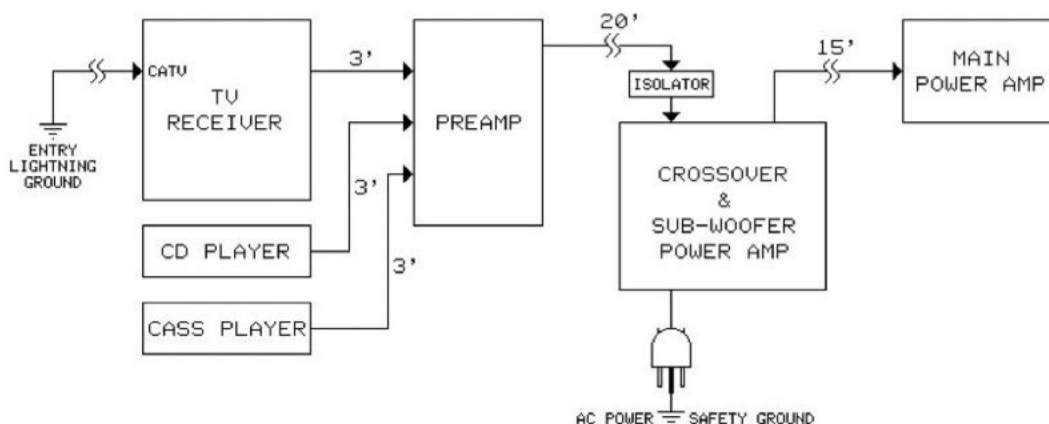 CATV
TV
RECEIVER
ENTRY
LIGHTNING
GROUND
3'
CD PLAYER
3'
CASS PLAYER
3'
PREAMP
20'
ISOLATOR
CROSSOVER
&
SUB-WOOFER
POWER AMP
15'
MAIN
POWER AMP
AC POWER SAFETY GROUND